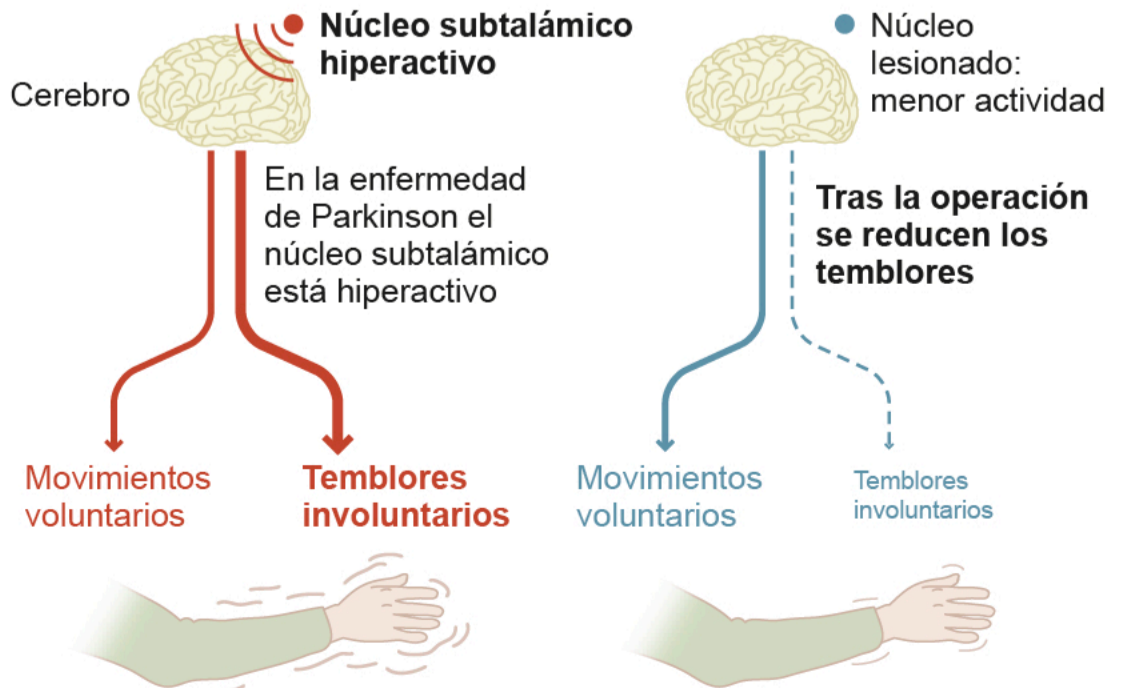 Núcleo subtalámico
hiperactivo
Cerebro
En la enfermedad
de Parkinson el
núcleo subtalámico
está hiperactivo
Movimientos
voluntarios
Temblores
involuntarios
Núcleo
lesionado:
menor actividad
Tras la operación
se reducen los
temblores
Movimientos
voluntarios
Temblores
involuntarios